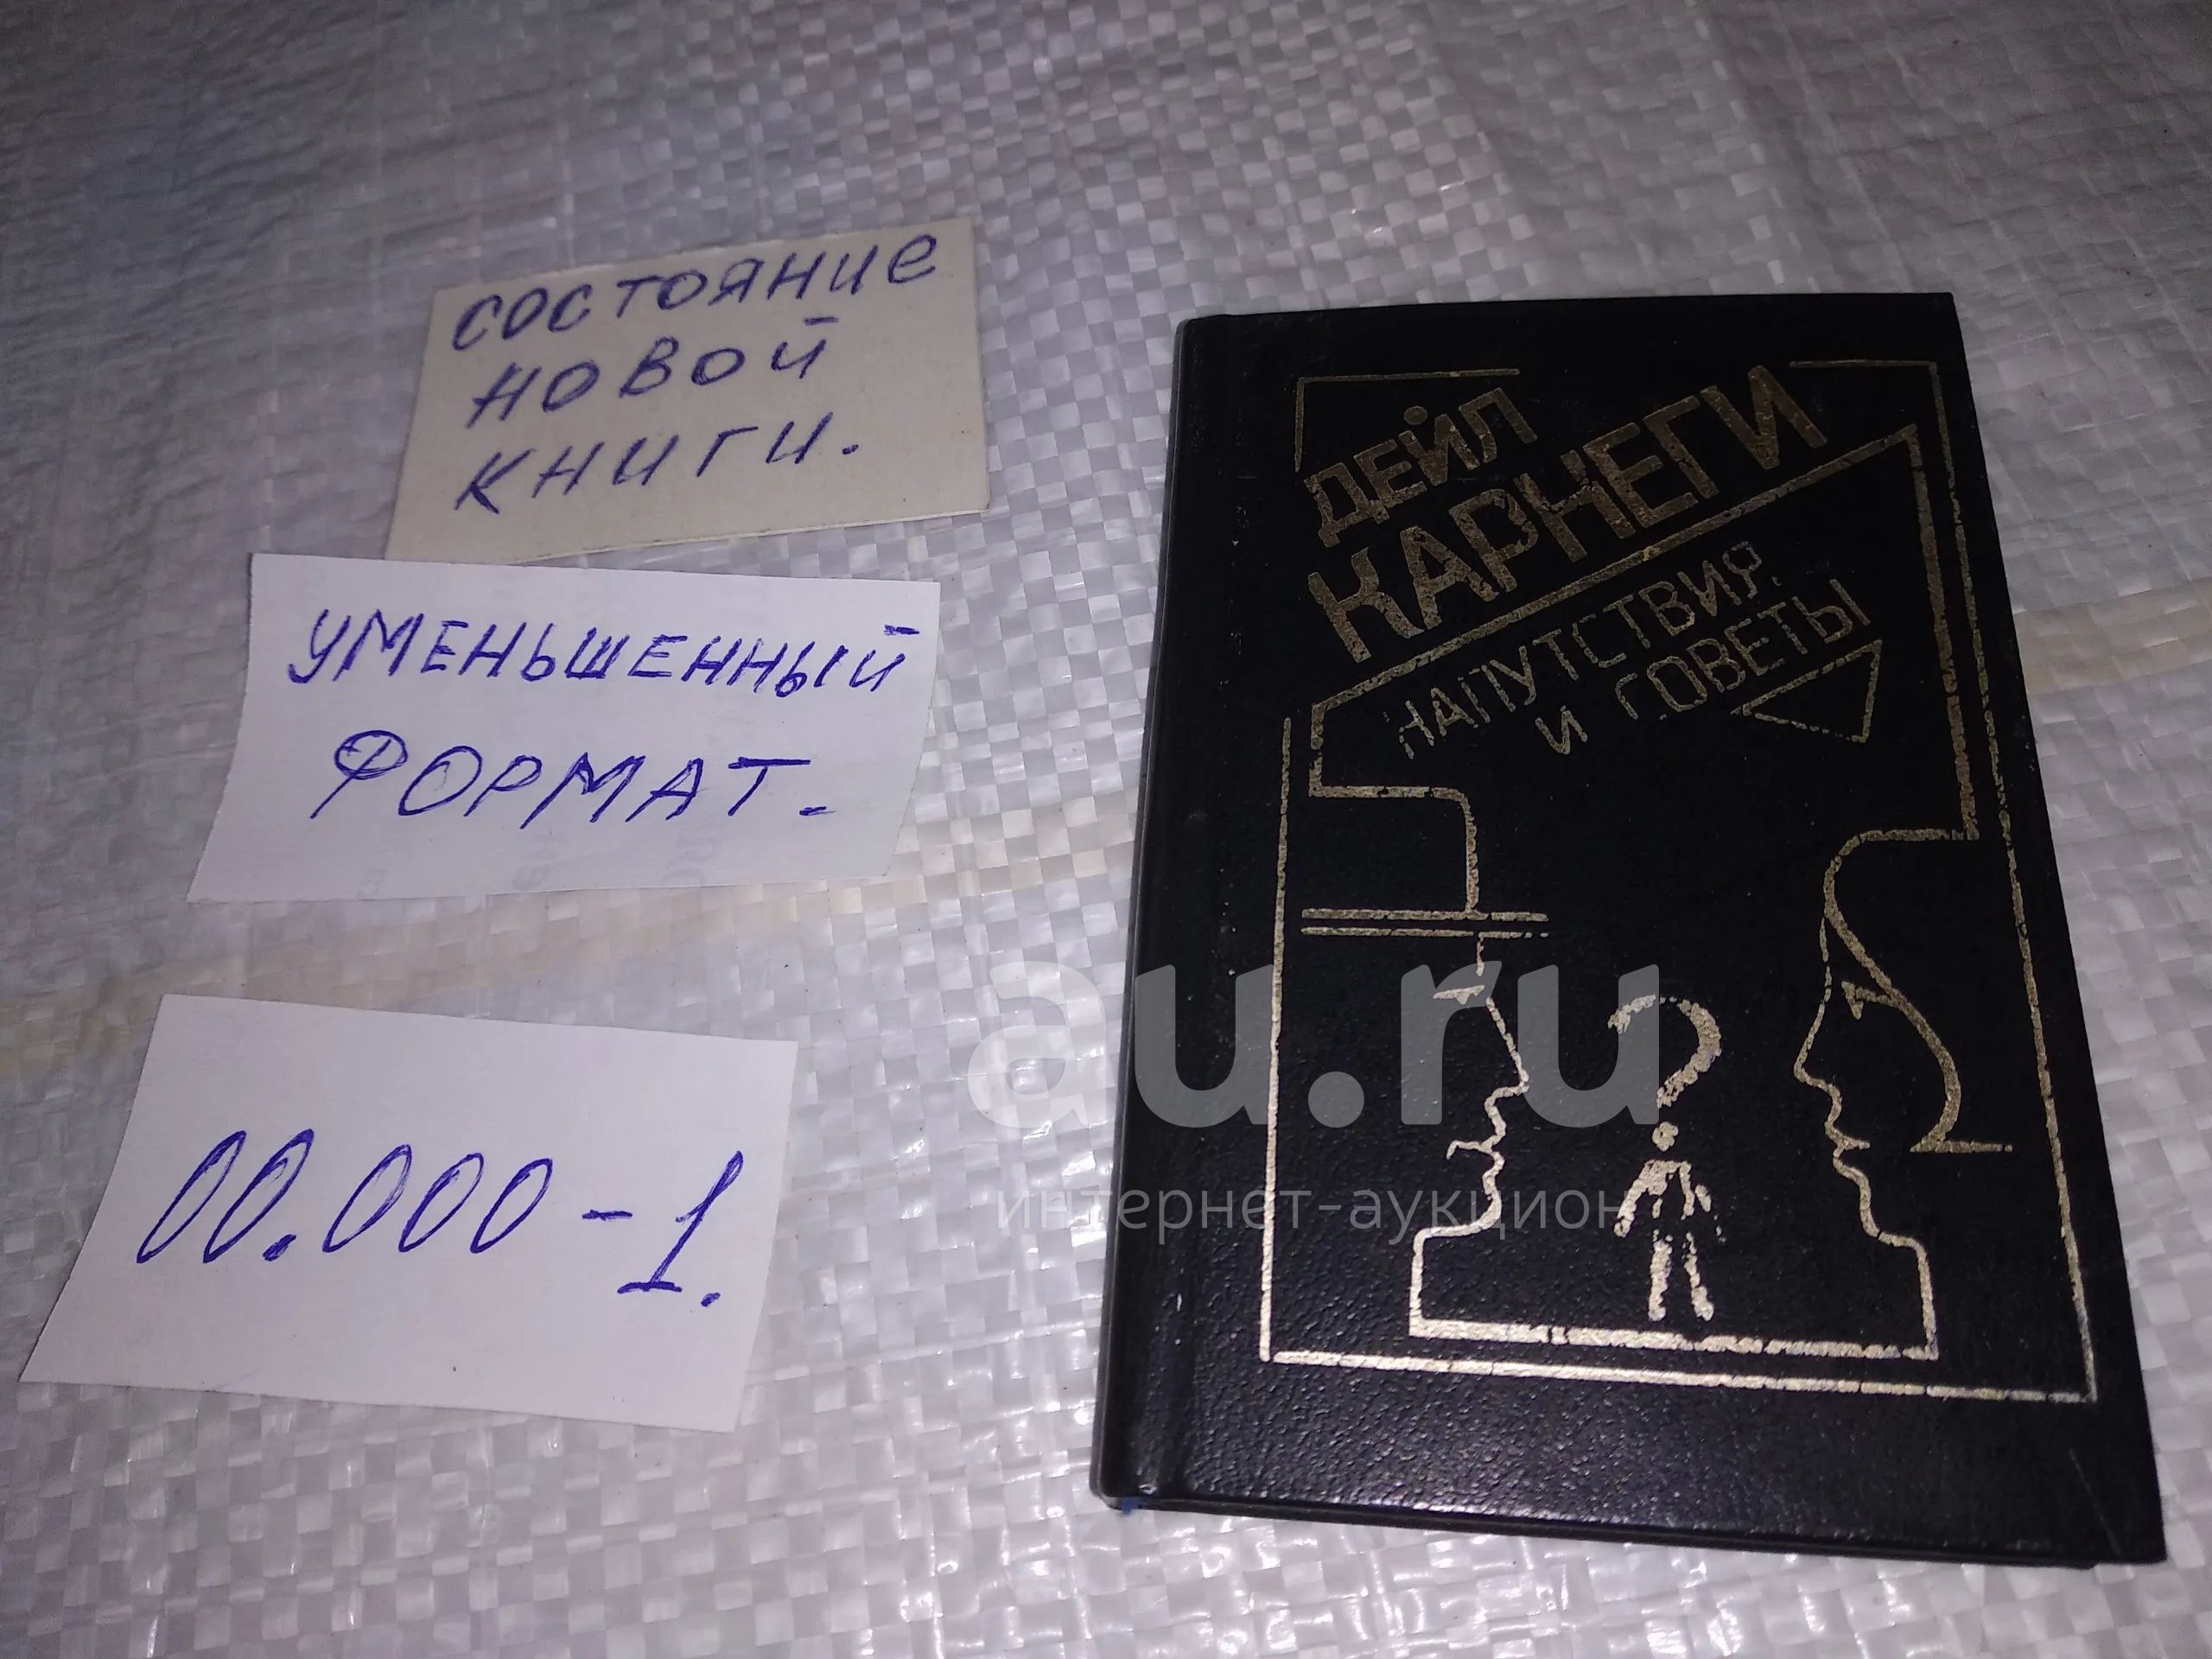 СОСТОЯНИЕ
НОВОЙ
КНИГИ.
УМЕНЬШЕННЫЙ
ФОРМАТ.
00.000-1.
ДЕЙЛ
КАРНЕГИ
НАПУТСТВИЯ
И СОВЕТЫ
au.ru
интернет-аукцион